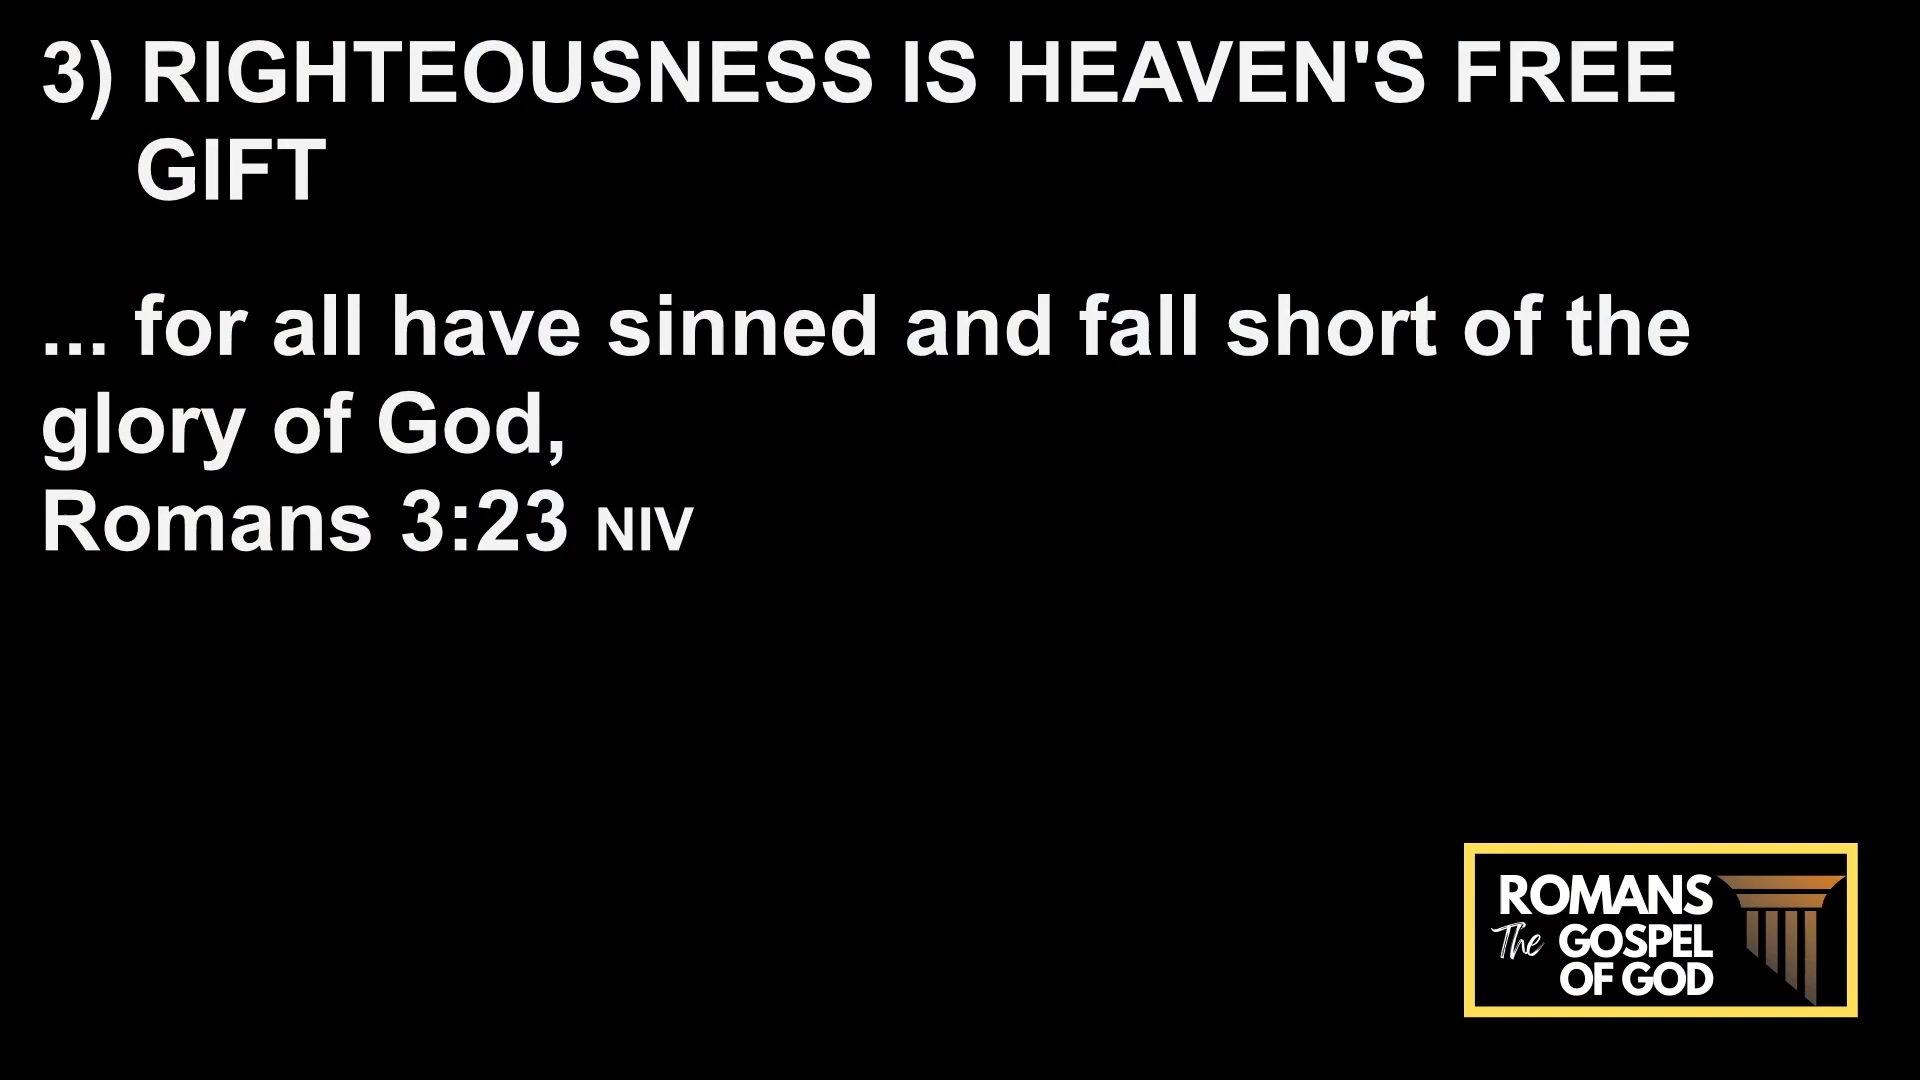 3) RIGHTEOUSNESS IS HEAVEN'S FREE
GIFT
... for all have sinned and fall short of the
glory of God,
Romans 3:23 NIV
ROMANS
The GOSPEL
OF GOD